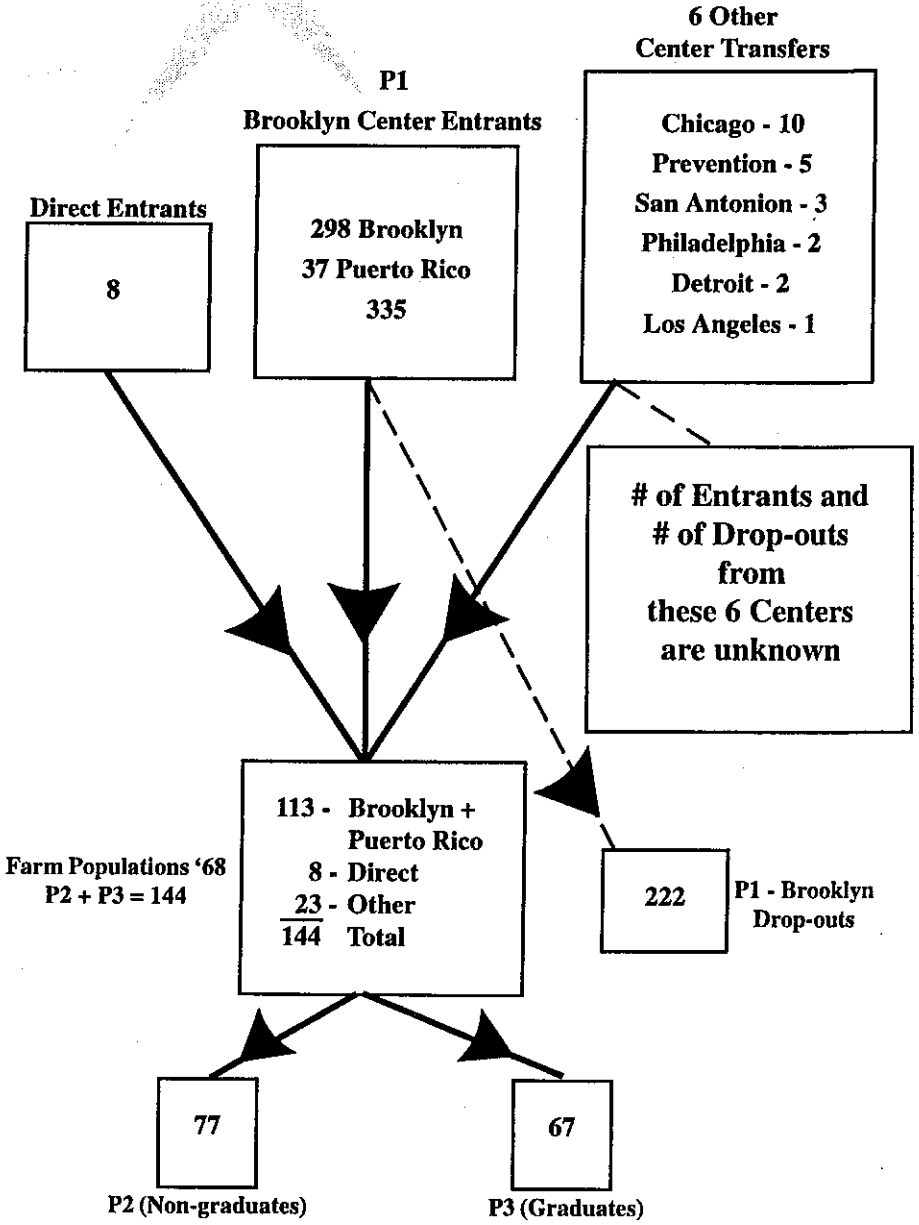 6 Other
Center Transfers
P1
Brooklyn Center Entrants
Chicago - 10
Prevention - 5
San Antonion - 3
Philadelphia - 2
Detroit - 2
Los Angeles - 1
Direct Entrants
298 Brooklyn
37 Puerto Rico
335
8
# of Entrants and
# of Drop-outs
from
these 6 Centers
are unknown
113 - Brooklyn +
Puerto Rico
8 - Direct
23 - Other
144 Total
Farm Populations ‘68
P2 + P3 = 144
222
P1 - Brooklyn
Drop-outs
77
67
P2 (Non-graduates)
P3 (Graduates)